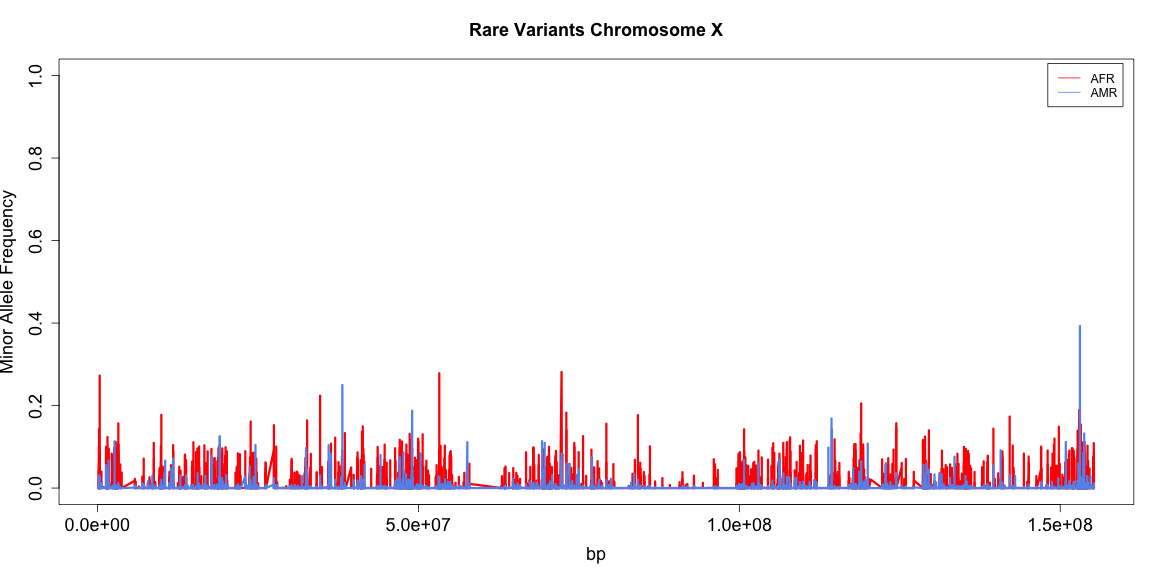 Rare Variants Chromosome X
AFR
AMR
Minor Allele Frequency
1.0
0.8
0.6
0.4
0.2
0.0
0.0e+00 5.0e+07 1.0e+08 1.5e+08
bp